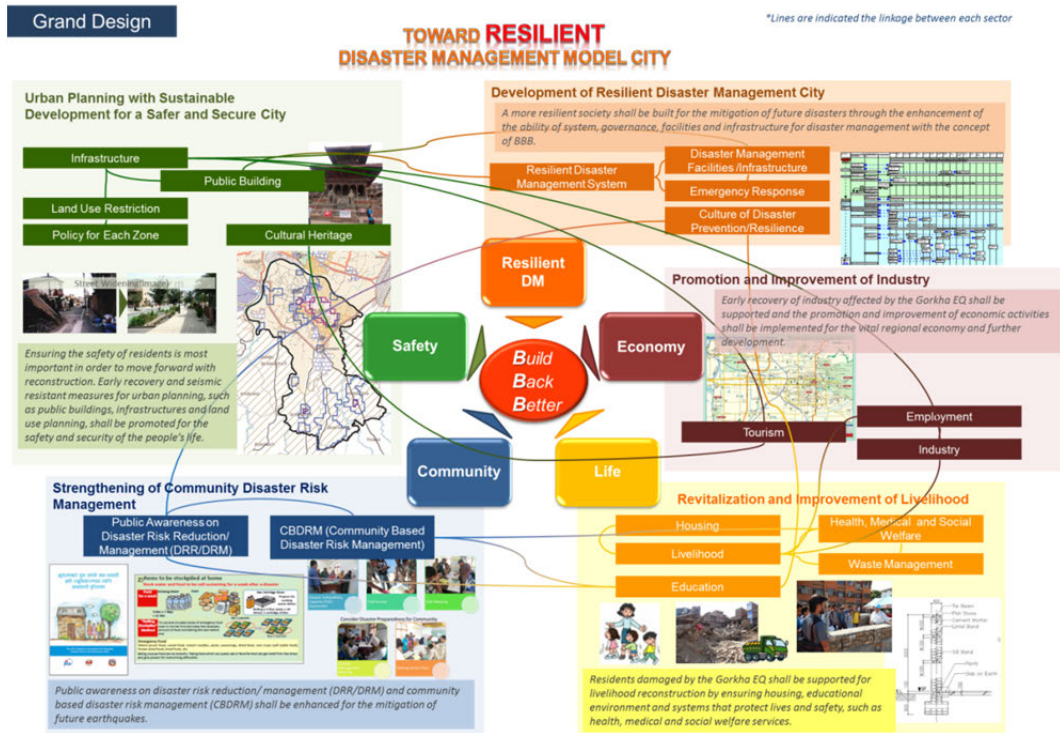 Grand Design
*Lines are indicated the linkage between each sector
TOWARD RESILIENT
DISASTER MANAGEMENT MODEL CITY
Urban Planning with Sustainable
Development for a Safer and Secure City
Infrastructure
Public Building
Land Use Restriction
Policy for Each Zone
Cultural Heritage
Street Widening(Image)
Ensuring the safety of residents is most
important in order to move forward with
reconstruction. Early recovery and seismic
resistant measures for urban planning, such
as public buildings, infrastructures and land
use planning, shall be promoted for the
safety and security of the people's life.
Development of Resilient Disaster Management City
A more resilient society shall be built for the mitigation of future disasters through the enhancement of
the ability of system, governance, facilities and infrastructure for disaster management with the concept
of BBB.
Resilient Disaster
Management System
Disaster Management
Facilities /Infrastructure
Emergency Response
Culture of Disaster
Prevention/Resilience
Resilient
DM
Safety
Economy
Build
Back
Better
Community
Life
Promotion and Improvement of Industry
Early recovery of industry affected by the Gorkha EQ shall be
supported and the promotion and improvement of economic activities
shall be implemented for the vital regional economy and further
development.
Tourism
Employment
Industry
Strengthening of Community Disaster Risk
Management
Public Awareness on
Disaster Risk Reduction/
Management (DRR/DRM)
CBDRM (Community Based
Disaster Risk Management)
Items to be stockpiled at home
Consider Disaster Preparedness for Community
Public awareness on disaster risk reduction/ management (DRR/DRM) and community
based disaster risk management (CBDRM) shall be enhanced for the mitigation of
future earthquakes.
Revitalization and Improvement of Livelihood
Housing
Livelihood
Education
Health, Medical and Social
Welfare
Waste Management
Residents damaged by the Gorkha EQ shall be supported for
livelihood reconstruction by ensuring housing, educational
environment and systems that protect lives and safety, such as
health, medical and social welfare services.